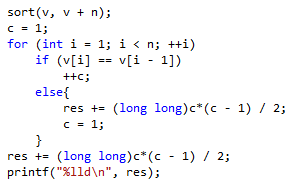 sort(v, v + n);
c = 1;
for (int i = 1; i < n; ++i)
    if (v[i] == v[i - 1])
        ++c;
    else{
        res += (long long)c*(c - 1) / 2;
        c = 1;
    }
res += (long long)c*(c - 1) / 2;
printf("%lld\n", res);